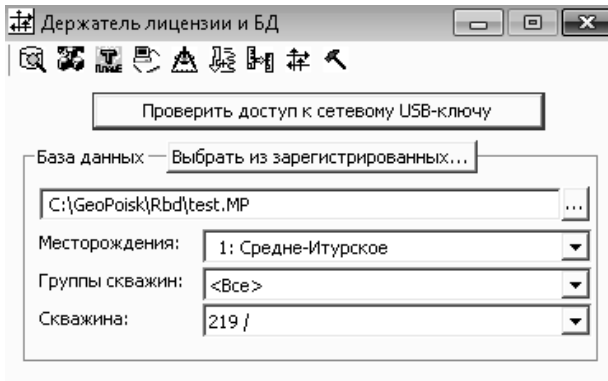 Держатель лицензии и БД
Проверить доступ к сетевому USB-ключу
База данных Выбрать из зарегистрированных...
C:\GeoPoisk\Rbd\test.MP ...
Месторождения: 1: Средне-Итурское
Группы скважин: <Все>
Скважина: 219 /